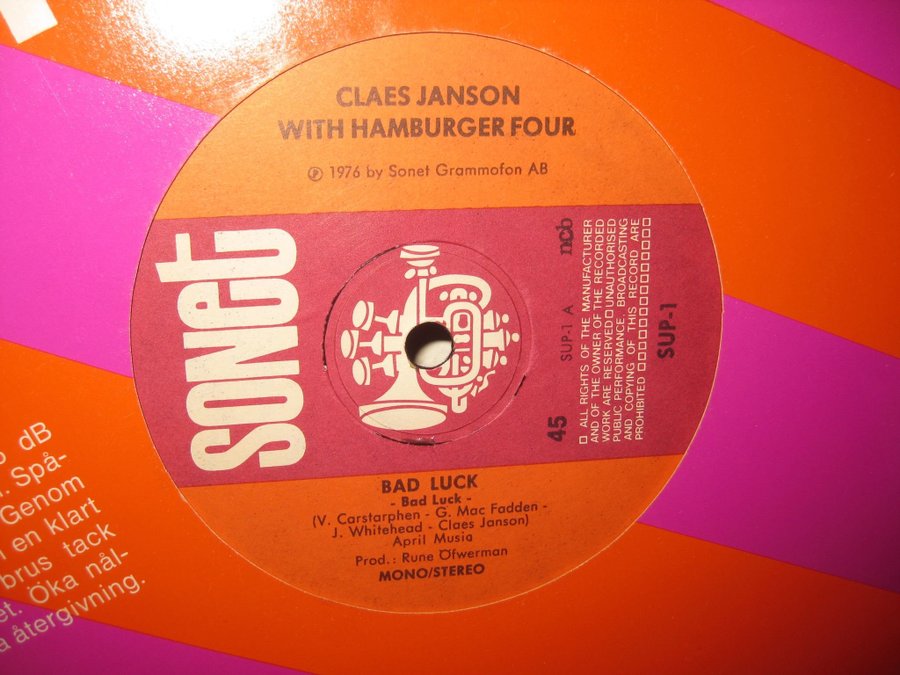 CLAES JANSON
WITH HAMBURGER FOUR
℗ 1976 by Sonet Grammofon AB
sonet
ncb
SUP-1 A
45
□ ALL RIGHTS OF THE MANUFACTURER
AND OF THE OWNER OF THE RECORDED
WORK ARE RESERVED □ UNAUTHORISED
PUBLIC PERFORMANCE, BROADCASTING
AND COPYING OF THIS RECORD ARE
PROHIBITED □□□□□□□□□□□□□
SUP-1
BAD LUCK
- Bad Luck -
(V. Carstarphen - G. Mac Fadden -
J. Whitehead - Claes Janson)
April Musia
Prod.: Rune Öfwerman
MONO/STEREO
dB
Spå-
Genom
en klart
brus tack
et. Öka nål-
a återgivning.